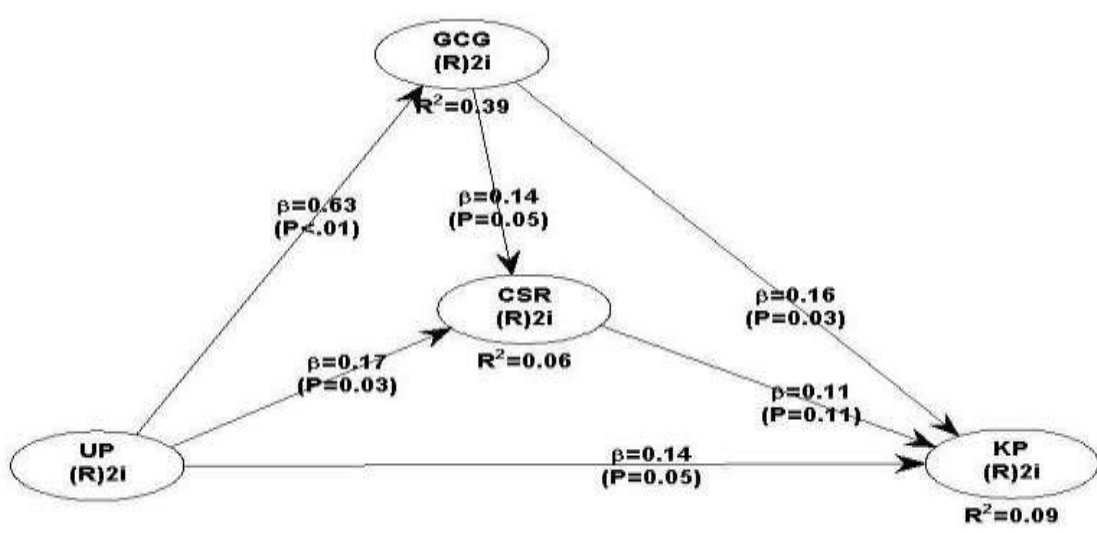 GCG
(R)2i
R²=0.39
β=0.63
(P<.01)
β=0.14
(P=0.05)
CSR
(R)2i
R²=0.06
β=0.16
(P=0.03)
β=0.17
(P=0.03)
β=0.11
(P=0.11)
UP
(R)2i
β=0.14
(P=0.05)
KP
(R)2i
R²=0.09